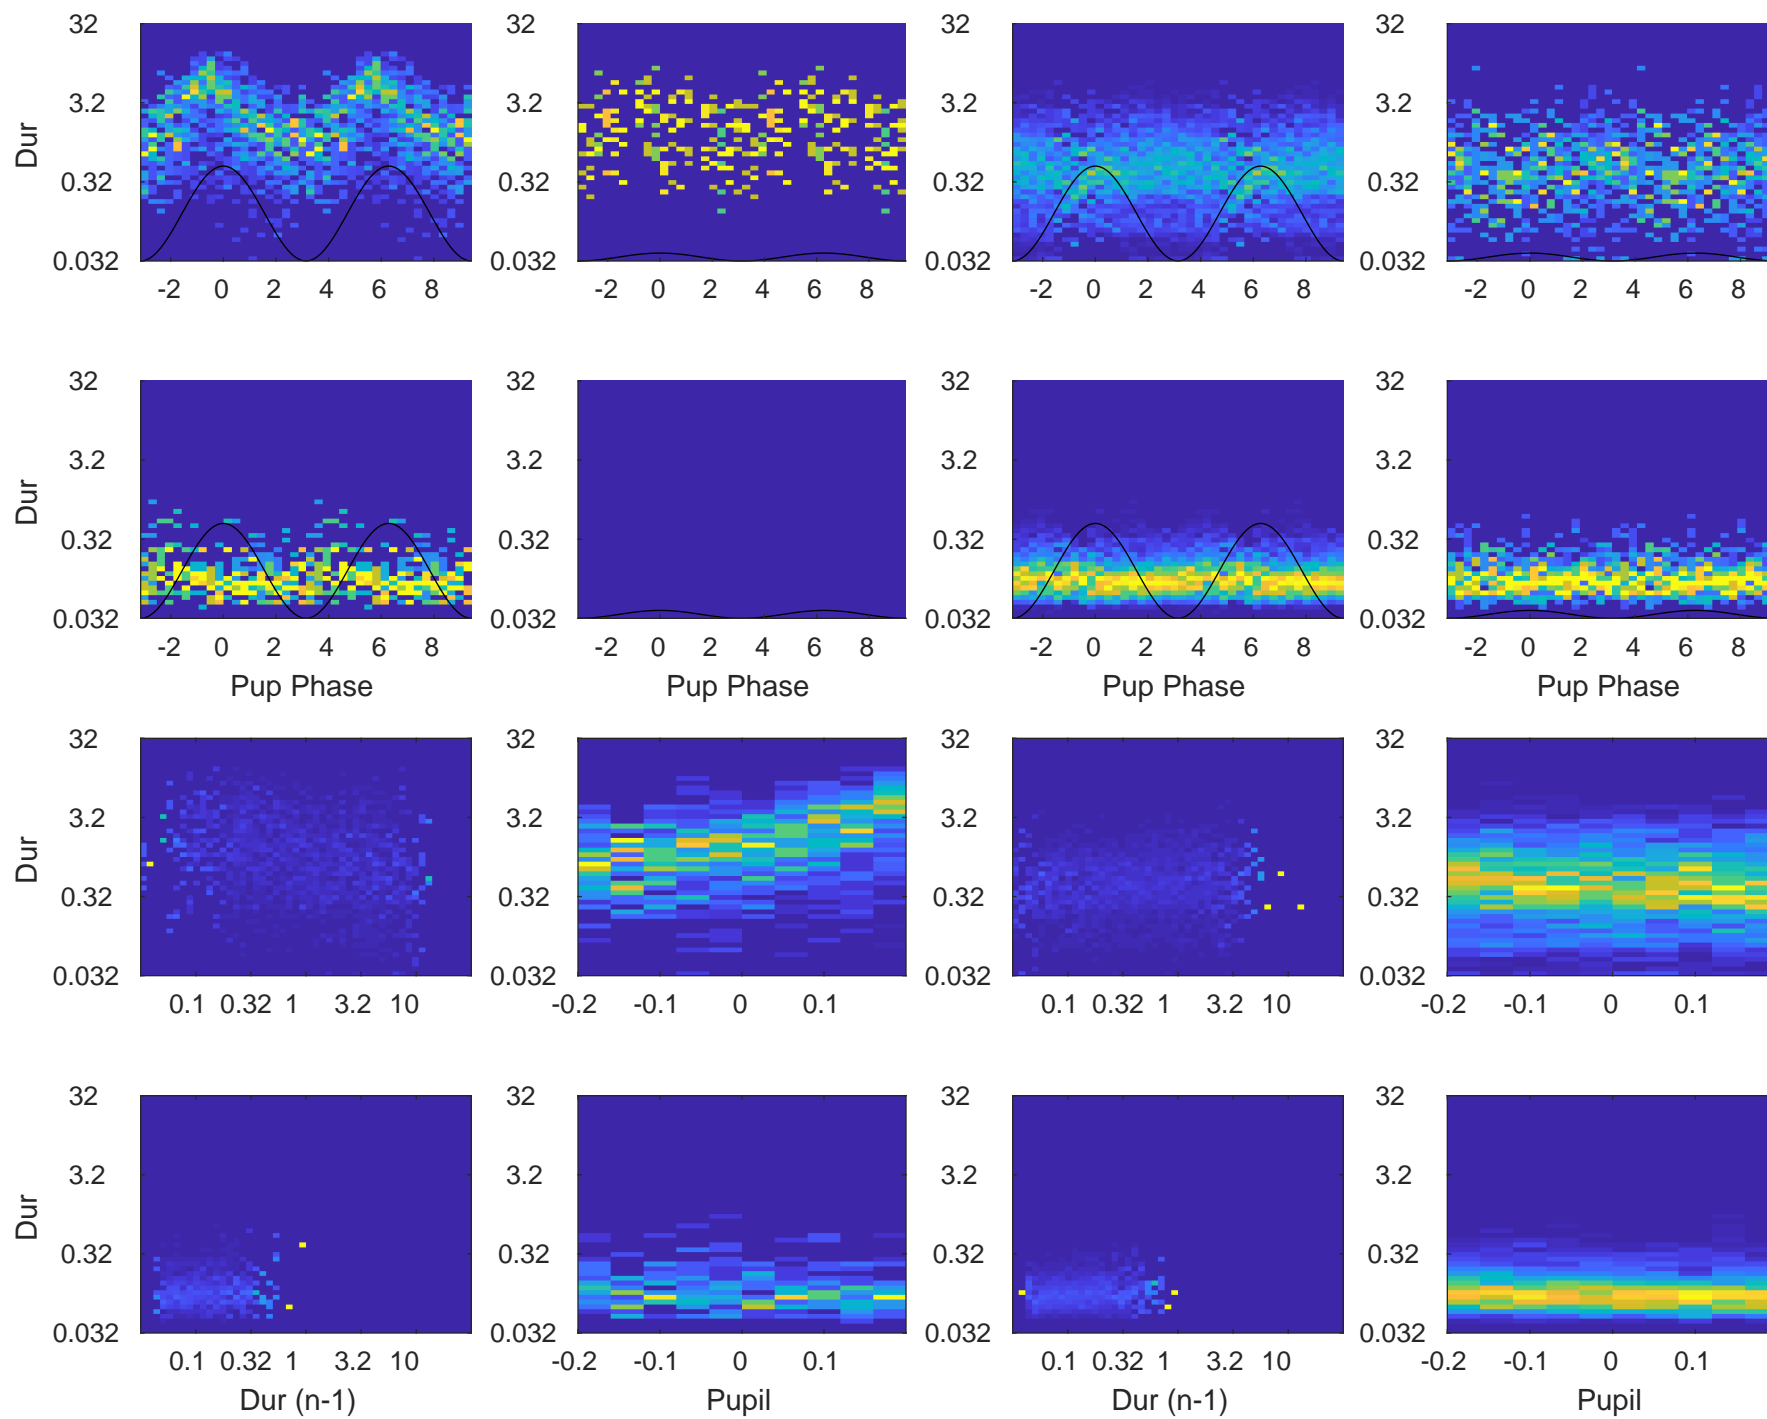 32 32 32 32
3.2 3.2 3.2 3.2
Dur
0.32 0.32 0.32 0.32
0.032 0.032 0.032 0.032
-2 0 2 4 6 8 -2 0 2 4 6 8 -2 0 2 4 6 8 -2 0 2 4 6 8
32 32 32 32
3.2 3.2 3.2 3.2
Dur
0.32 0.32 0.32 0.32
0.032 0.032 0.032 0.032
-2 0 2 4 6 8 -2 0 2 4 6 8 -2 0 2 4 6 8 -2 0 2 4 6 8
Pup Phase Pup Phase Pup Phase Pup Phase
32 32 32 32
3.2 3.2 3.2 3.2
Dur
0.32 0.32 0.32 0.32
0.032 0.032 0.032 0.032
0.1 0.32 1 3.2 10 -0.2 -0.1 0 0.1 0.1 0.32 1 3.2 10 -0.2 -0.1 0 0.1
32 32 32 32
3.2 3.2 3.2 3.2
Dur
0.32 0.32 0.32 0.32
0.032 0.032 0.032 0.032
0.1 0.32 1 3.2 10 -0.2 -0.1 0 0.1 0.1 0.32 1 3.2 10 -0.2 -0.1 0 0.1
Dur (n-1) Pupil Dur (n-1) Pupil